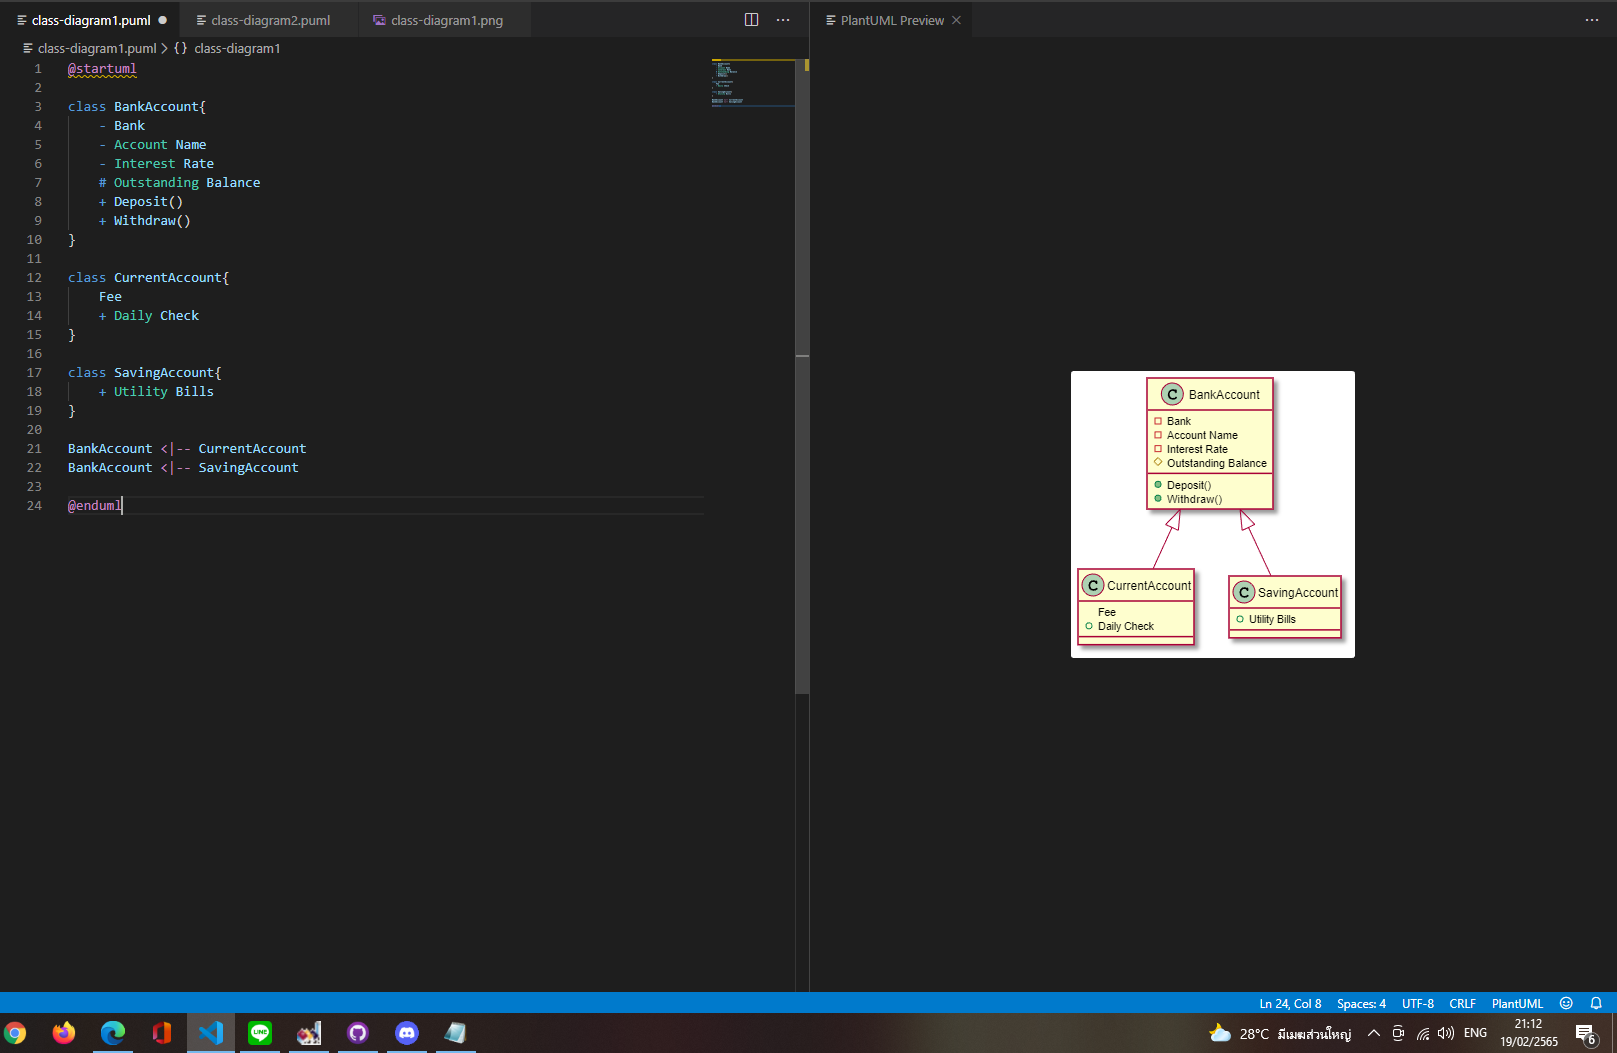 class-diagram1.puml
class-diagram2.puml
class-diagram1.png
PlantUML Preview
class-diagram1.puml > {} class-diagram1
1 @startuml
2
3 class BankAccount{
4 - Bank
5 - Account Name
6 - Interest Rate
7 # Outstanding Balance
8 + Deposit()
9 + Withdraw()
10 }
11
12 class CurrentAccount{
13 Fee
14 + Daily Check
15 }
16
17 class SavingAccount{
18 + Utility Bills
19 }
20
21 BankAccount <|-- CurrentAccount
22 BankAccount <|-- SavingAccount
23
24 @enduml
C BankAccount
Bank
Account Name
Interest Rate
Outstanding Balance
Deposit()
Withdraw()
C CurrentAccount
Fee
Daily Check
C SavingAccount
Utility Bills
Ln 24, Col 8 Spaces: 4 UTF-8 CRLF PlantUML
LINE
28°C มีเมฆส่วนใหญ่
ENG
21:12
19/02/2565
6